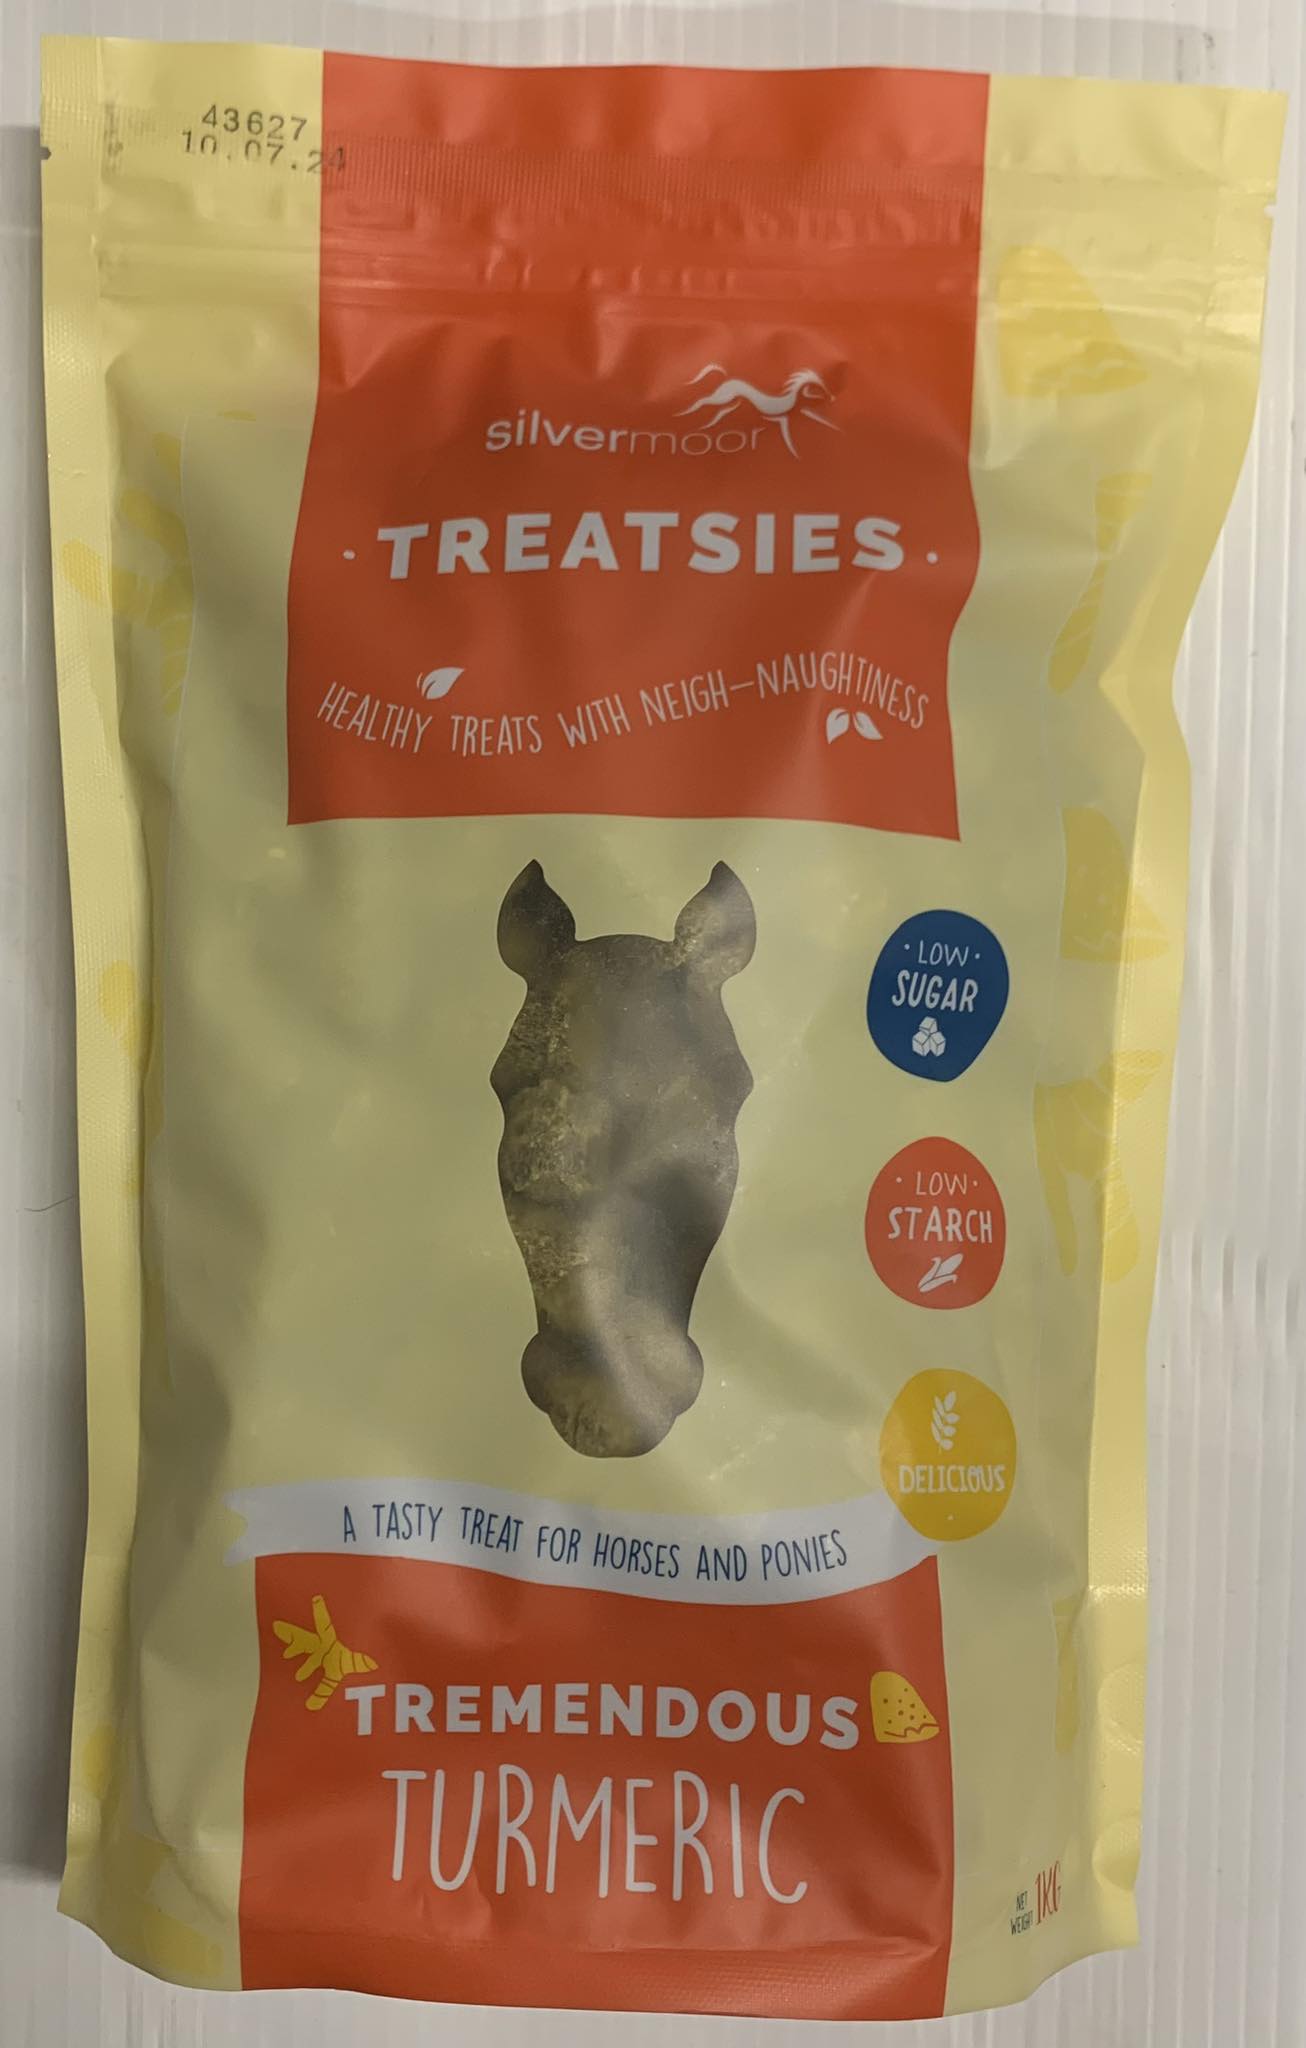 43627
10.07.24
silvermoor
· TREATSIES ·
HEALTHY TREATS WITH NEIGH-NAUGHTINESS
· LOW ·
SUGAR
· LOW ·
STARCH
DELICIOUS
A TASTY TREAT FOR HORSES AND PONIES
TREMENDOUS
TURMERIC
NET
WEIGHT
1KG